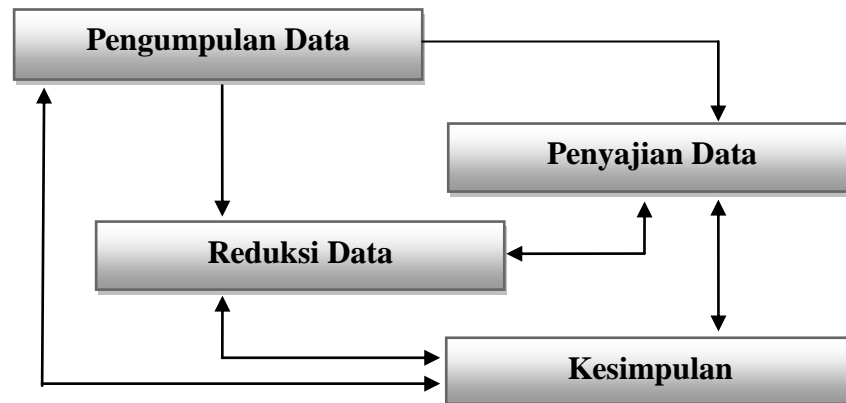 Pengumpulan Data
Penyajian Data
Reduksi Data
Kesimpulan